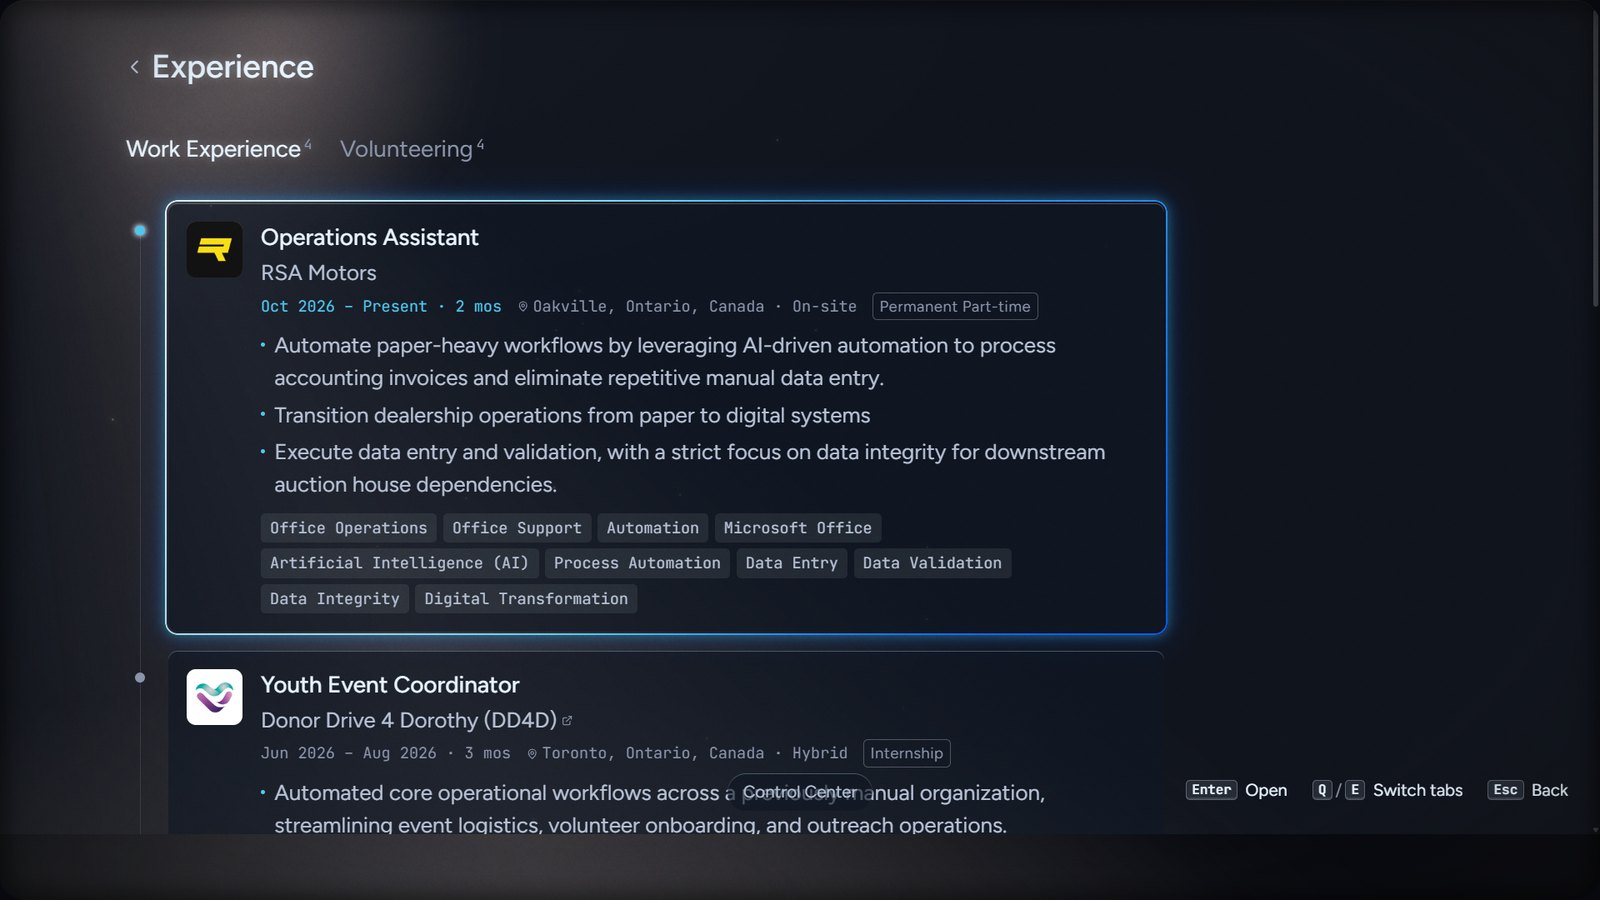 Experience
Work Experience 4 Volunteering 4
Operations Assistant
RSA Motors
Oct 2026 – Present · 2 mos Oakville, Ontario, Canada · On-site Permanent Part-time
• Automate paper-heavy workflows by leveraging AI-driven automation to process
accounting invoices and eliminate repetitive manual data entry.
• Transition dealership operations from paper to digital systems
• Execute data entry and validation, with a strict focus on data integrity for downstream
auction house dependencies.
Office Operations Office Support Automation Microsoft Office
Artificial Intelligence (AI) Process Automation Data Entry Data Validation
Data Integrity Digital Transformation
Youth Event Coordinator
Donor Drive 4 Dorothy (DD4D)
Jun 2026 – Aug 2026 · 3 mos Toronto, Ontario, Canada · Hybrid Internship
• Automated core operational workflows across a previously manual organization,
streamlining event logistics, volunteer onboarding, and outreach operations.
Control Center
Enter Open Q / E Switch tabs Esc Back